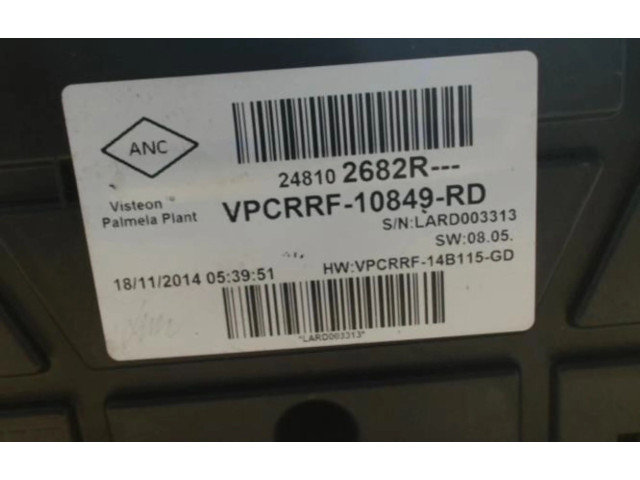 ANC
24810 2682R---
Visteon
Palmela Plant
VPCRRF-10849-RD
S/N:LARD003313
SW:08.05.
18/11/2014 05:39:51
HW:VPCRRF-14B115-GD
*LARD003313*